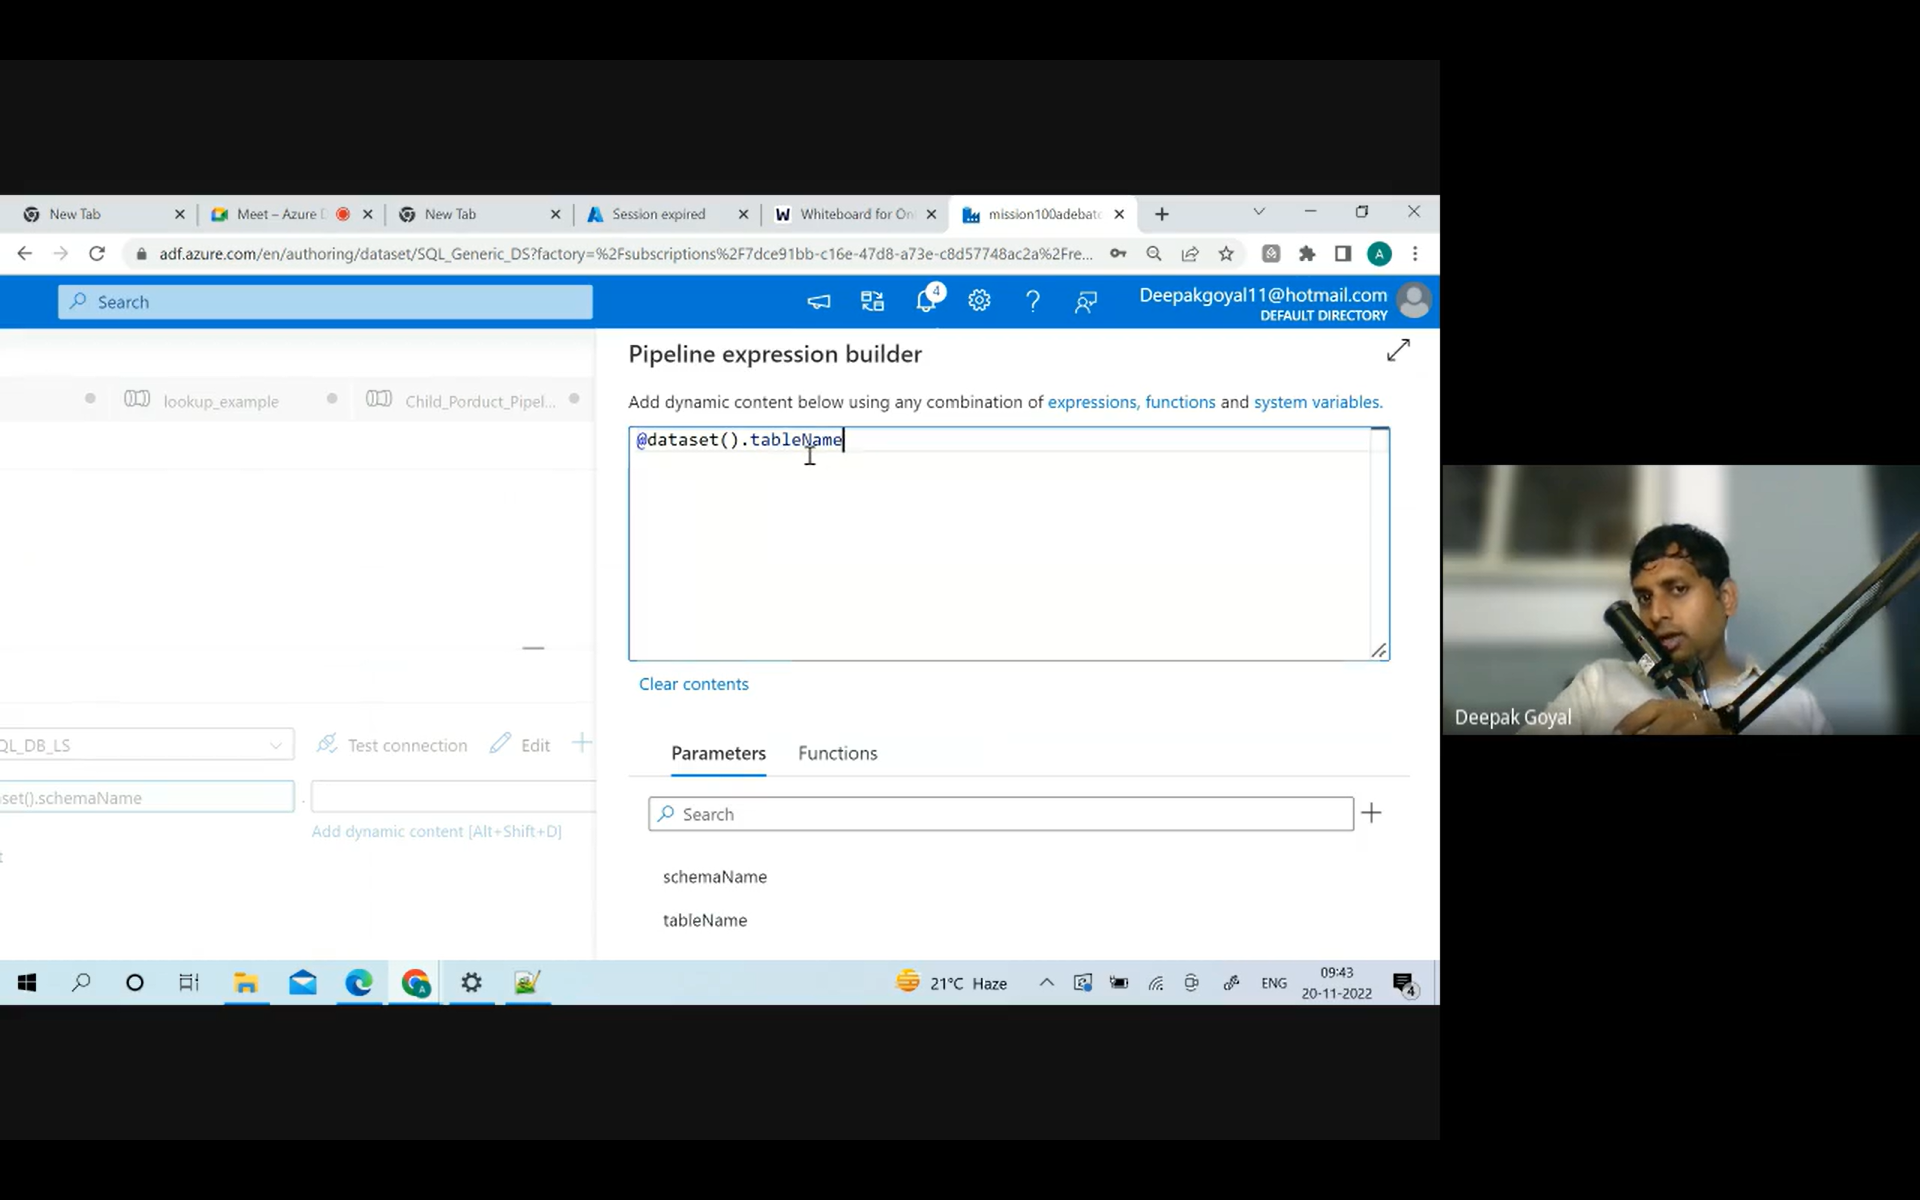 New Tab
Meet – Azure D
New Tab
Session expired
Whiteboard for On
mission100adebate
adf.azure.com/en/authoring/dataset/SQL_Generic_DS?factory=%2Fsubscriptions%2F7dce91bb-c16e-47d8-a73e-c8d57748ac2a%2Fre...
A
Search
4
Deepakgoyal11@hotmail.com
DEFAULT DIRECTORY
Pipeline expression builder
Add dynamic content below using any combination of expressions, functions and system variables.
lookup_example
Child_Porduct_Pipel...
@dataset().tableName
Clear contents
Deepak Goyal
QL_DB_LS
Test connection
Edit
Parameters
Functions
set().schemaName
.
Search
Add dynamic content [Alt+Shift+D]
t
schemaName
tableName
21°C Haze
ENG
09:43
20-11-2022
4